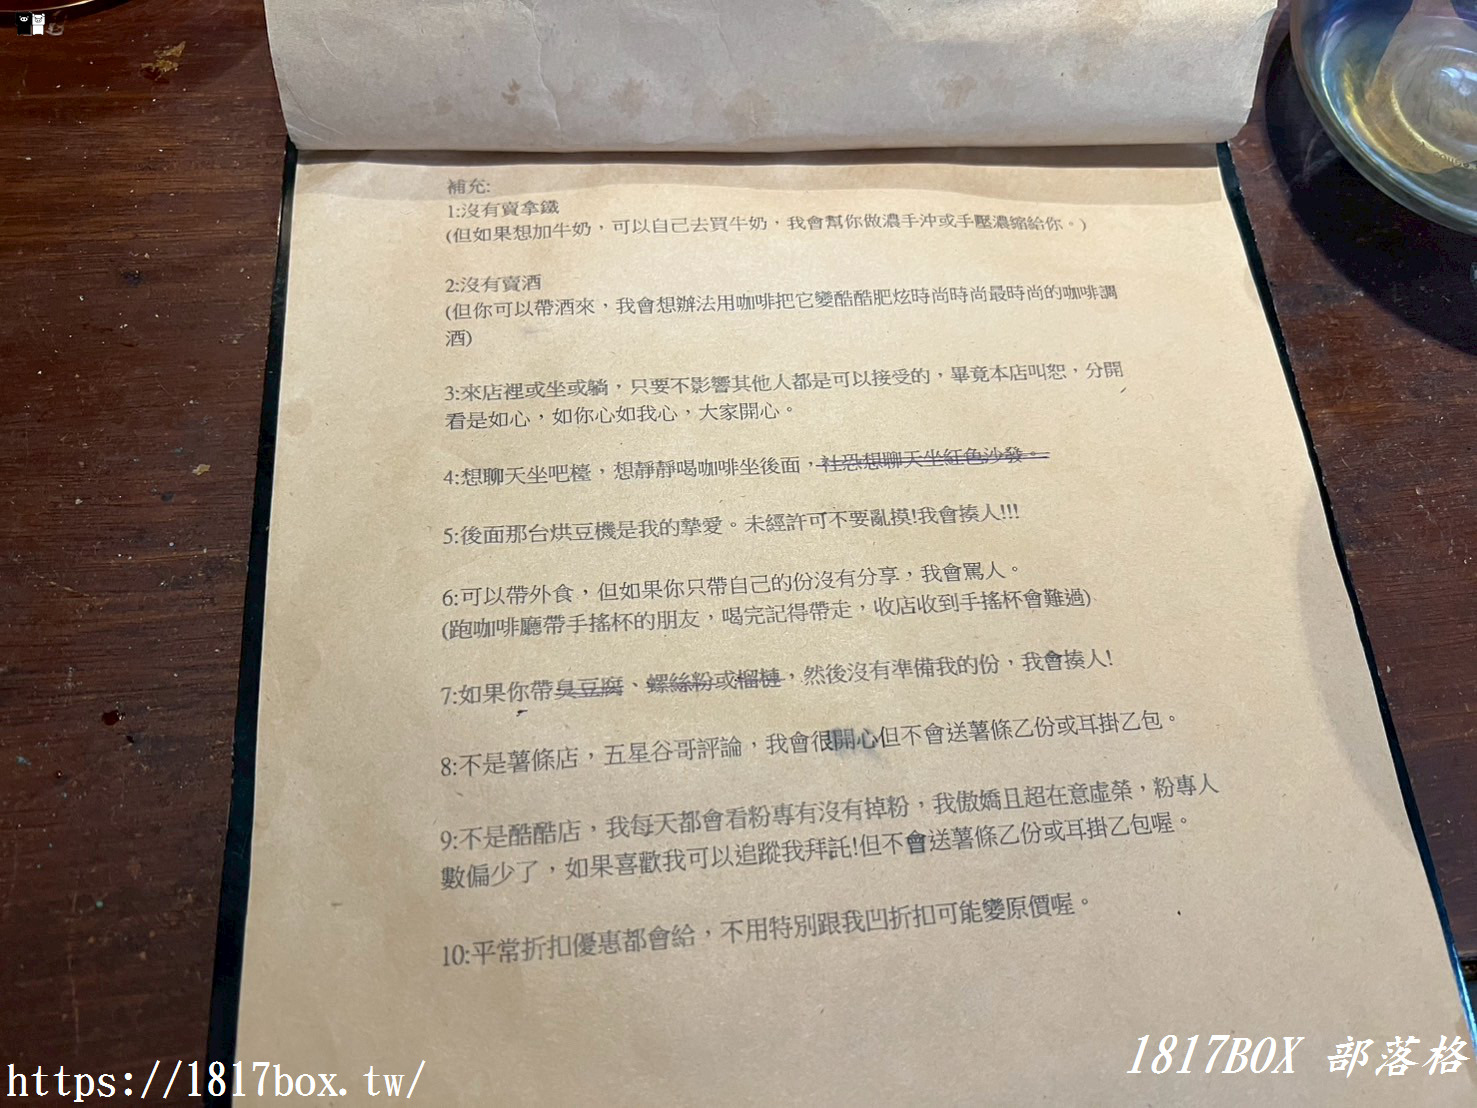 補充:
1:沒有賣拿鐵
(但如果想加牛奶，可以自己去買牛奶，我會幫你做濃手沖或手壓濃縮給你。)
2:沒有賣酒
(但你可以帶酒來，我會想辦法用咖啡把它變酷酷肥炫時尚時尚最時尚的咖啡調
酒)
3:來店裡或坐或躺，只要不影響其他人都是可以接受的，畢竟本店叫恕，分開
看是如心，如你心如我心，大家開心。
4:想聊天坐吧檯，想靜靜喝咖啡坐後面，社恐想聊天坐紅色沙發。
5:後面那台烘豆機是我的摯愛。未經許可不要亂摸!我會揍人!!!
6:可以帶外食，但如果你只帶自己的份沒有分享，我會罵人。
(跑咖啡廳帶手搖杯的朋友，喝完記得帶走，收店收到手搖杯會難過)
7:如果你帶臭豆腐、螺絲粉或榴槤，然後沒有準備我的份，我會揍人!
8:不是薯條店，五星谷哥評論，我會很開心但不會送薯條乙份或耳掛乙包。
9:不是酷酷店，我每天都會看粉專有沒有掉粉，我傲嬌且超在意虛榮，粉專人
數偏少了，如果喜歡我可以追蹤我拜託!但不會送薯條乙份或耳掛乙包喔。
10:平常折扣優惠都會給，不用特別跟我凹折扣可能變原價喔。
https://1817box.tw/
1817BOX 部落格